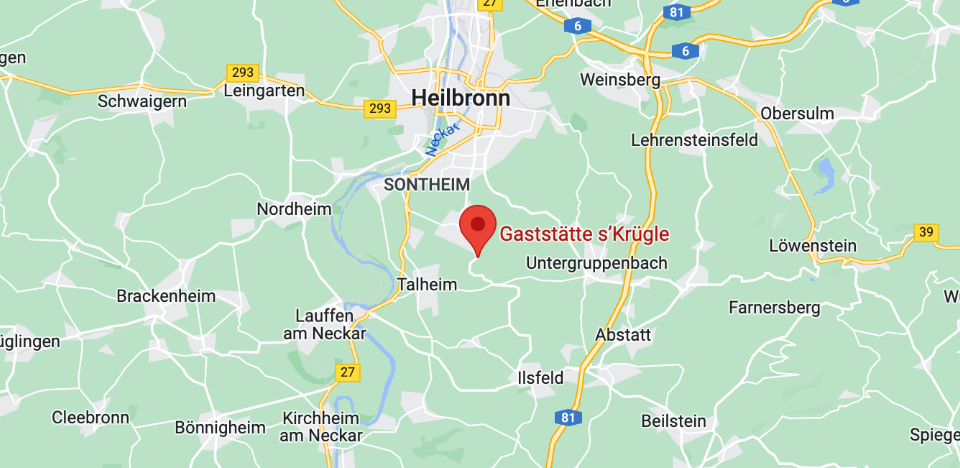 27
Erlenbach
81
6
6
6
gen
293
Leingarten
Schwaigern
293
Heilbronn
Weinsberg
Obersulm
Neckar
Lehrensteinsfeld
SONTHEIM
Nordheim
Gaststätte s’Krügle
39
Löwenstein
Untergruppenbach
Talheim
Brackenheim
Farnersberg
Lauffen
am Neckar
Abstatt
üglingen
27
Ilsfeld
Cleebronn
Bönnigheim
Kirchheim
am Neckar
81
Beilstein
Spiege